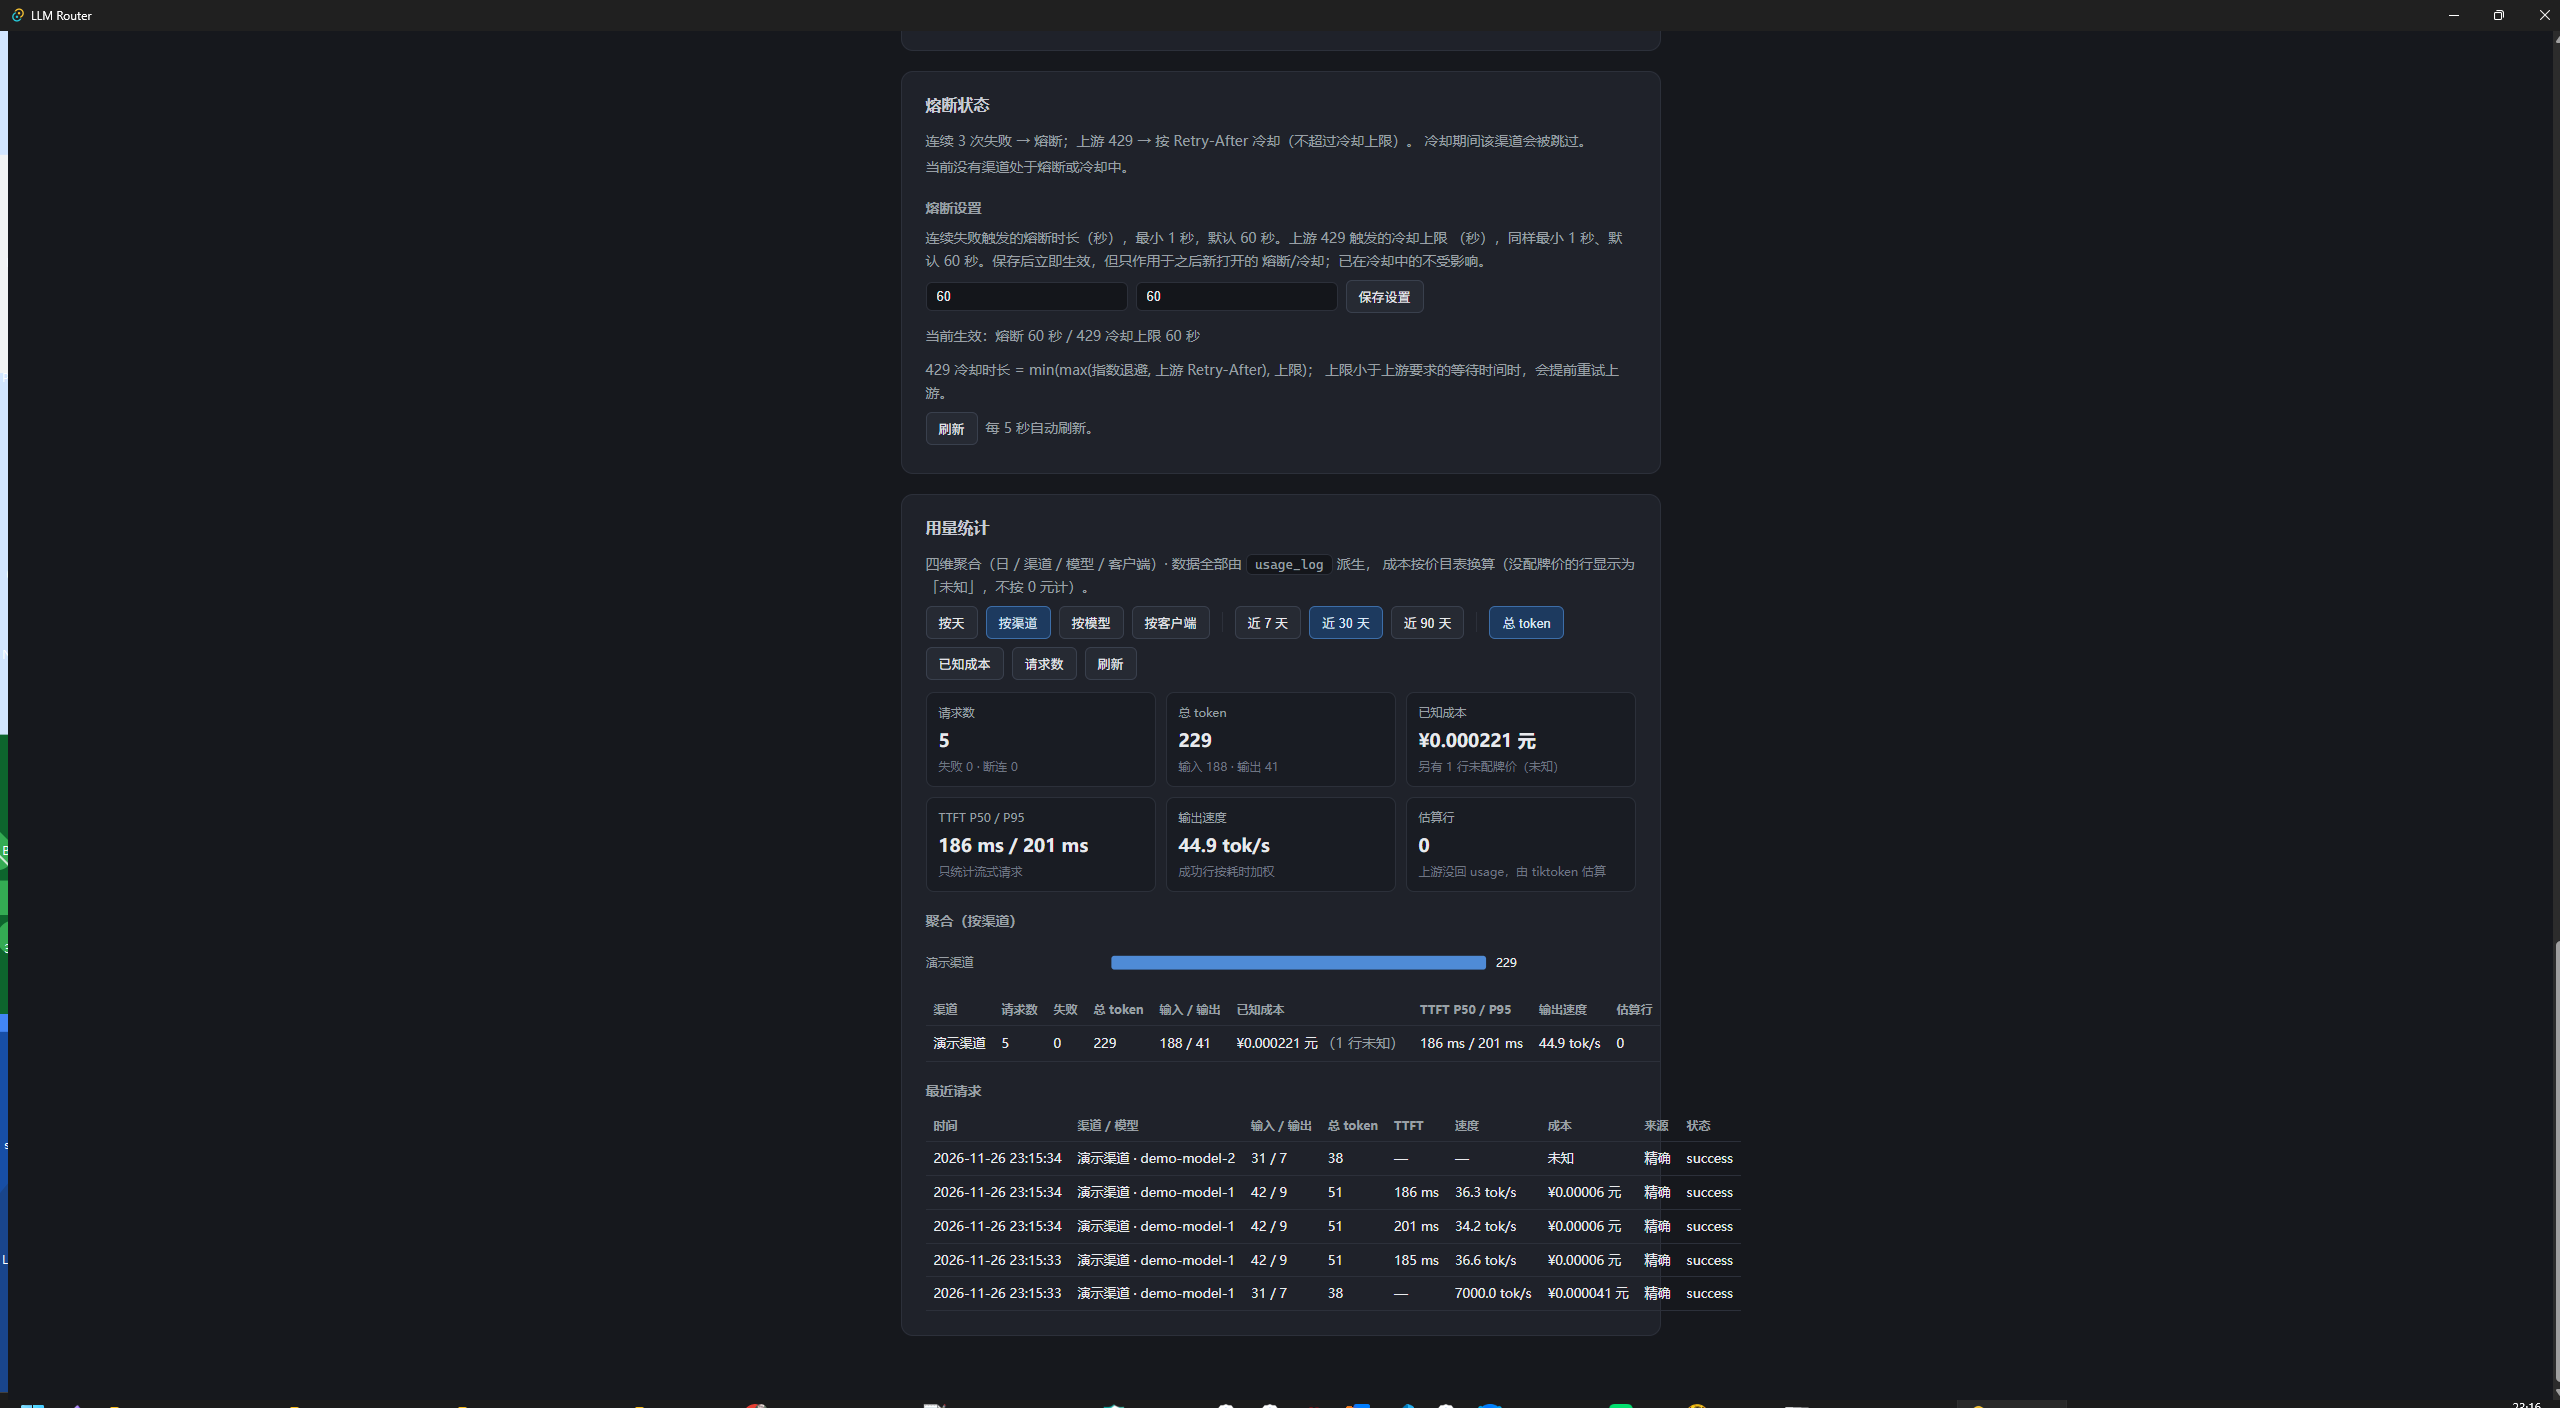 LLM Router
熔断状态
连续 3 次失败 → 熔断；上游 429 → 按 Retry-After 冷却（不超过冷却上限）。 冷却期间该渠道会被跳过。
当前没有渠道处于熔断或冷却中。
熔断设置
连续失败触发的熔断时长（秒），最小 1 秒，默认 60 秒。上游 429 触发的冷却上限 （秒），同样最小 1 秒、默
认 60 秒。保存后立即生效，但只作用于之后新打开的 熔断/冷却；已在冷却中的不受影响。
60 60 保存设置
当前生效：熔断 60 秒 / 429 冷却上限 60 秒
429 冷却时长 = min(max(指数退避, 上游 Retry-After), 上限)； 上限小于上游要求的等待时间时，会提前重试上
游。
刷新 每 5 秒自动刷新。
用量统计
四维聚合（日 / 渠道 / 模型 / 客户端）· 数据全部由 usage_log 派生， 成本按价目表换算（没配牌价的行显示为
「未知」，不按 0 元计）。
按天 按渠道 按模型 按客户端 近 7 天 近 30 天 近 90 天 总 token
已知成本 请求数 刷新
请求数 总 token 已知成本
5 229 ¥0.000221 元
失败 0 · 断连 0 输入 188 · 输出 41 另有 1 行未配牌价（未知）
TTFT P50 / P95 输出速度 估算行
186 ms / 201 ms 44.9 tok/s 0
只统计流式请求 成功行按耗时加权 上游没回 usage，由 tiktoken 估算
聚合（按渠道）
演示渠道 229
渠道 请求数 失败 总 token 输入 / 输出 已知成本 TTFT P50 / P95 输出速度 估算行
演示渠道 5 0 229 188 / 41 ¥0.000221 元 （1 行未知） 186 ms / 201 ms 44.9 tok/s 0
最近请求
时间 渠道 / 模型 输入 / 输出 总 token TTFT 速度 成本 来源 状态
2026-11-26 23:15:34 演示渠道 · demo-model-2 31 / 7 38 — — 未知 精确 success
2026-11-26 23:15:34 演示渠道 · demo-model-1 42 / 9 51 186 ms 36.3 tok/s ¥0.00006 元 精确 success
2026-11-26 23:15:34 演示渠道 · demo-model-1 42 / 9 51 201 ms 34.2 tok/s ¥0.00006 元 精确 success
2026-11-26 23:15:33 演示渠道 · demo-model-1 42 / 9 51 185 ms 36.6 tok/s ¥0.00006 元 精确 success
2026-11-26 23:15:33 演示渠道 · demo-model-1 31 / 7 38 — 7000.0 tok/s ¥0.000041 元 精确 success